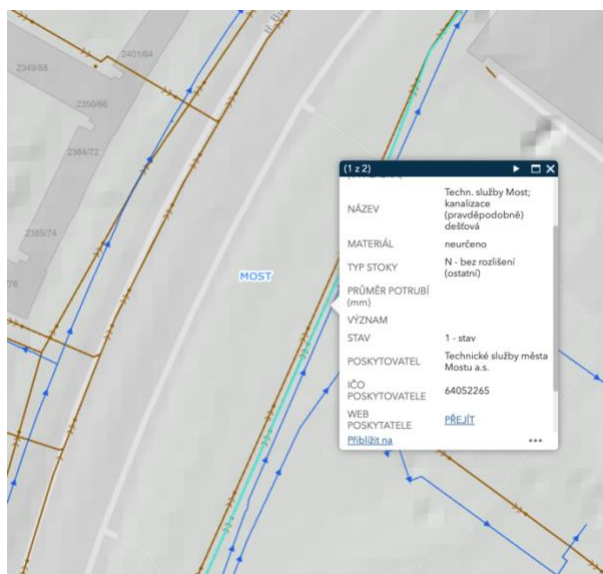 2401/64
2349/68
2350/66
2384/72
2385/74
MOST
(1 z 2)
NÁZEV
Techn. služby Most;
kanalizace
(pravděpodobně)
dešťová
MATERIÁL
neurčeno
TYP STOKY
N - bez rozlišení
(ostatní)
PRŮMĚR POTRUBÍ
(mm)
VÝZNAM
STAV
1 - stav
POSKYTOVATEL
Technické služby města
Mostu a.s.
IČO
POSKYTOVATELE
64052265
WEB
POSKYTATELE
PŘEJÍT
Přiblížit na